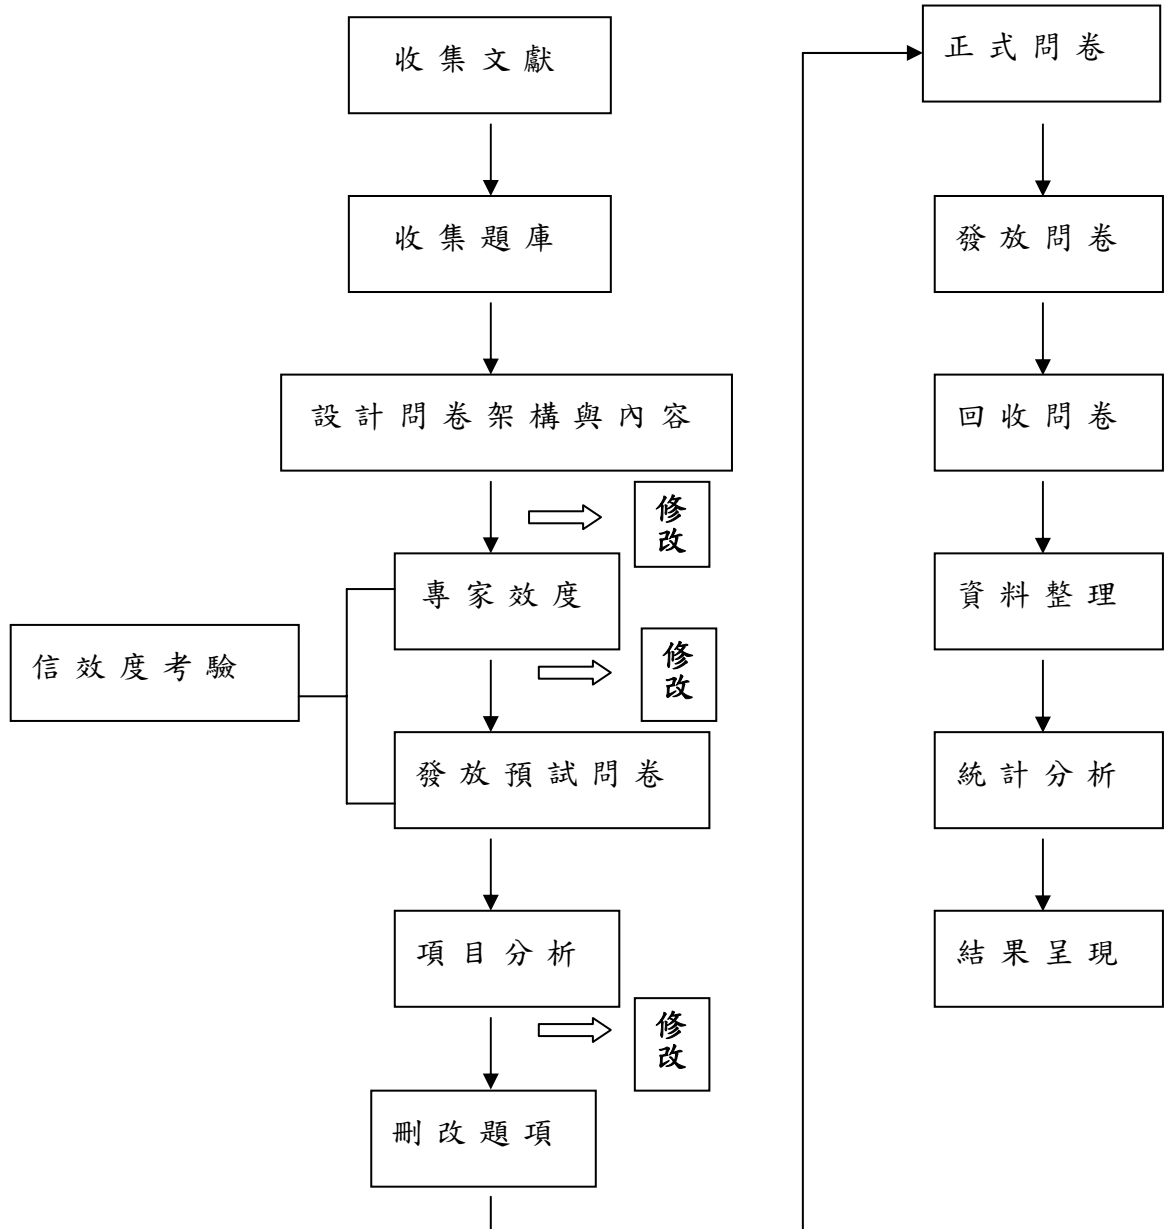 收集文獻
收集題庫
設計問卷架構與內容
修
改
專家效度
信效度考驗
修
改
發放預試問卷
項目分析
修
改
刪改題項
正式問卷
發放問卷
回收問卷
資料整理
統計分析
結果呈現